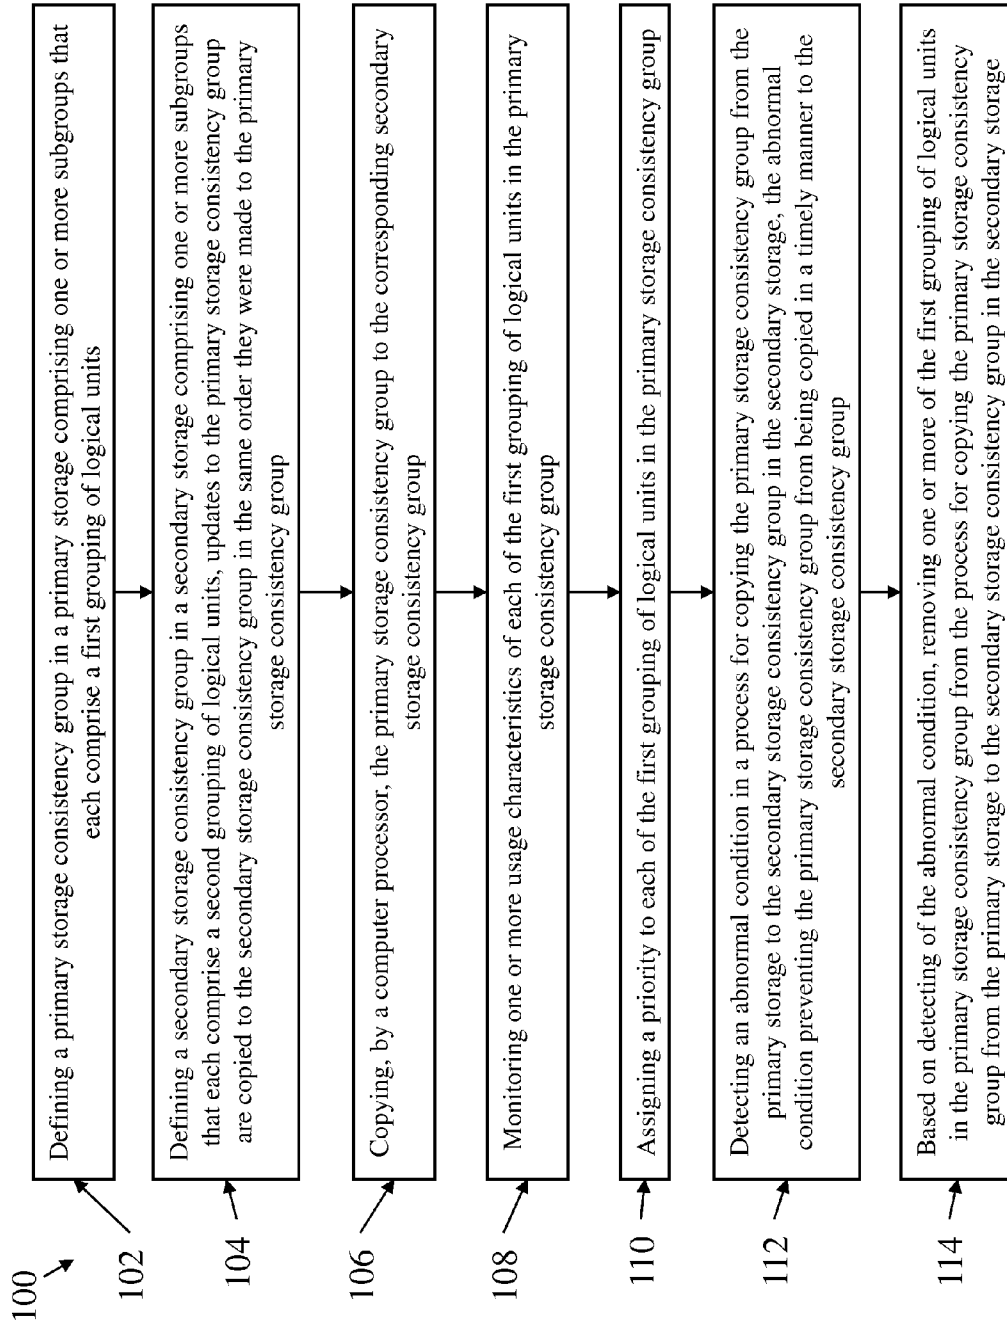 100
102
Defining a primary storage consistency group in a primary storage comprising one or more subgroups that
each comprise a first grouping of logical units
104
Defining a secondary storage consistency group in a secondary storage comprising one or more subgroups
that each comprise a second grouping of logical units, updates to the primary storage consistency group
are copied to the secondary storage consistency group in the same order they were made to the primary
storage consistency group
106
Copying, by a computer processor, the primary storage consistency group to the corresponding secondary
storage consistency group
108
Monitoring one or more usage characteristics of each of the first grouping of logical units in the primary
storage consistency group
110
Assigning a priority to each of the first grouping of logical units in the primary storage consistency group
112
Detecting an abnormal condition in a process for copying the primary storage consistency group from the
primary storage to the secondary storage consistency group in the secondary storage, the abnormal
condition preventing the primary storage consistency group from being copied in a timely manner to the
secondary storage consistency group
114
Based on detecting of the abnormal condition, removing one or more of the first grouping of logical units
in the primary storage consistency group from the process for copying the primary storage consistency
group from the primary storage to the secondary storage consistency group in the secondary storage